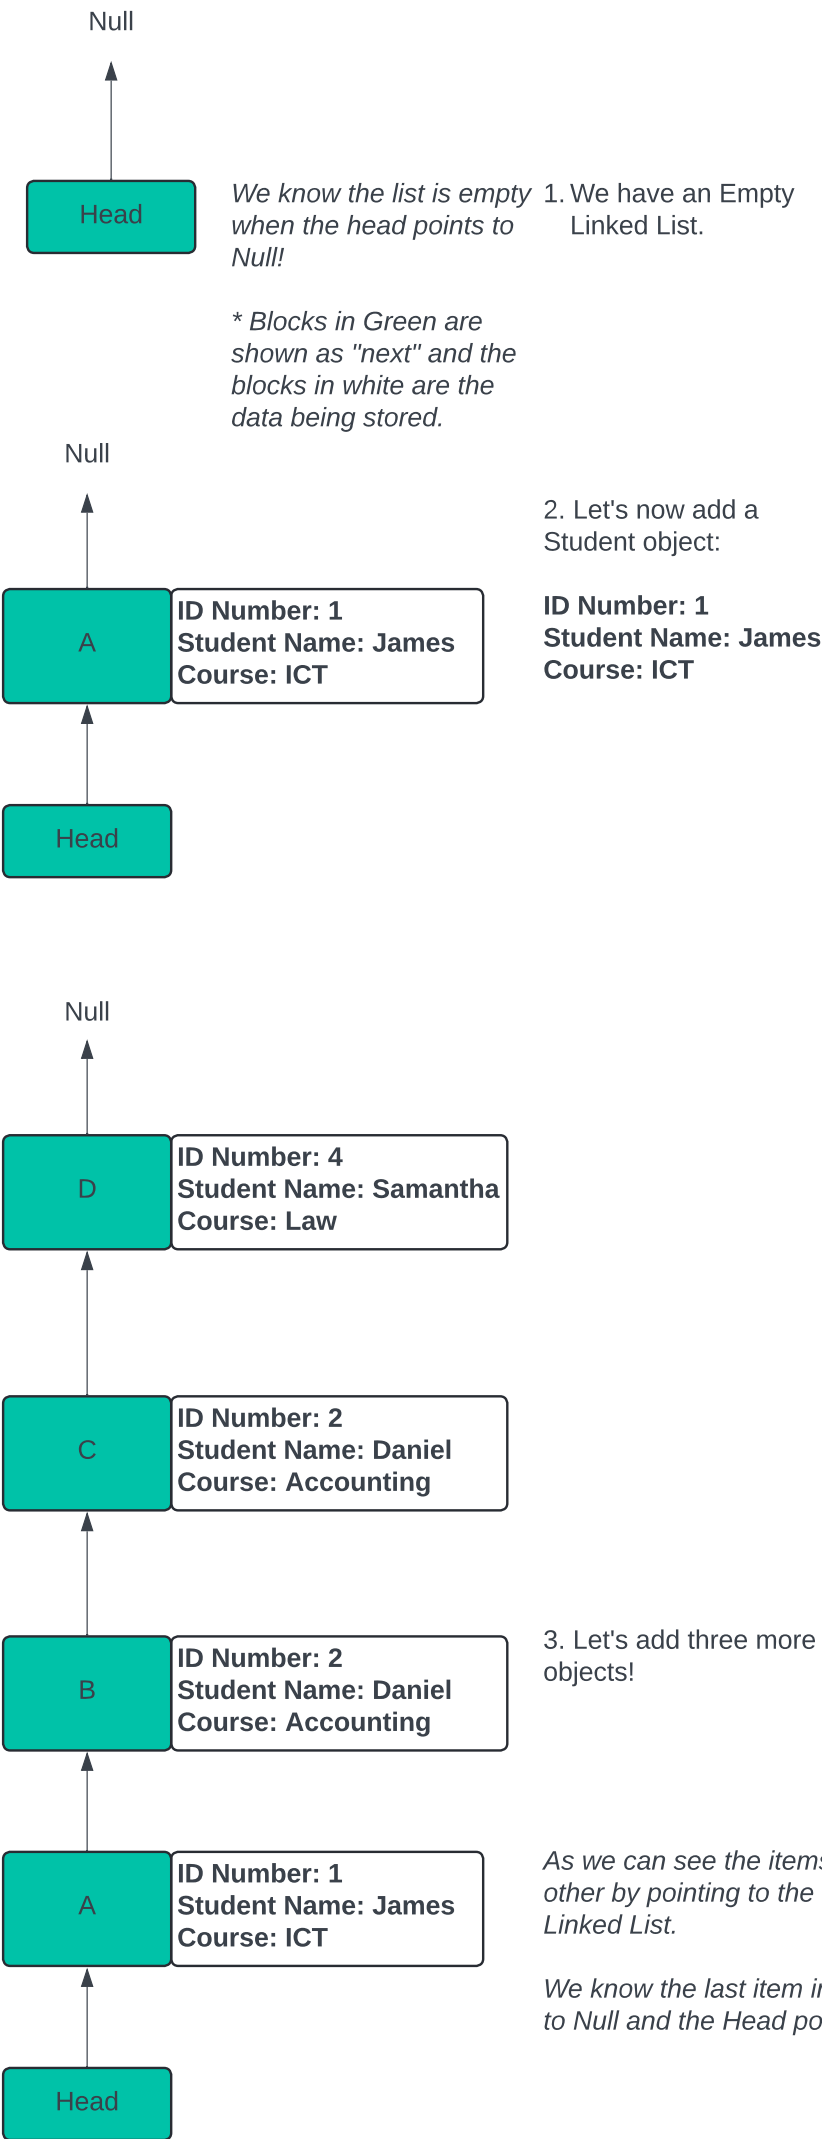 Null
Head
We know the list is empty
when the head points to
Null!
* Blocks in Green are
shown as "next" and the
blocks in white are the
data being stored.
1. We have an Empty
Linked List.
Null
A
ID Number: 1
Student Name: James
Course: ICT
Head
2. Let's now add a
Student object:
ID Number: 1
Student Name: James
Course: ICT
Null
D
ID Number: 4
Student Name: Samantha
Course: Law
C
ID Number: 2
Student Name: Daniel
Course: Accounting
B
ID Number: 2
Student Name: Daniel
Course: Accounting
3. Let's add three more
objects!
A
ID Number: 1
Student Name: James
Course: ICT
Head
As we can see the items
other by pointing to the
Linked List.
We know the last item
to Null and the Head